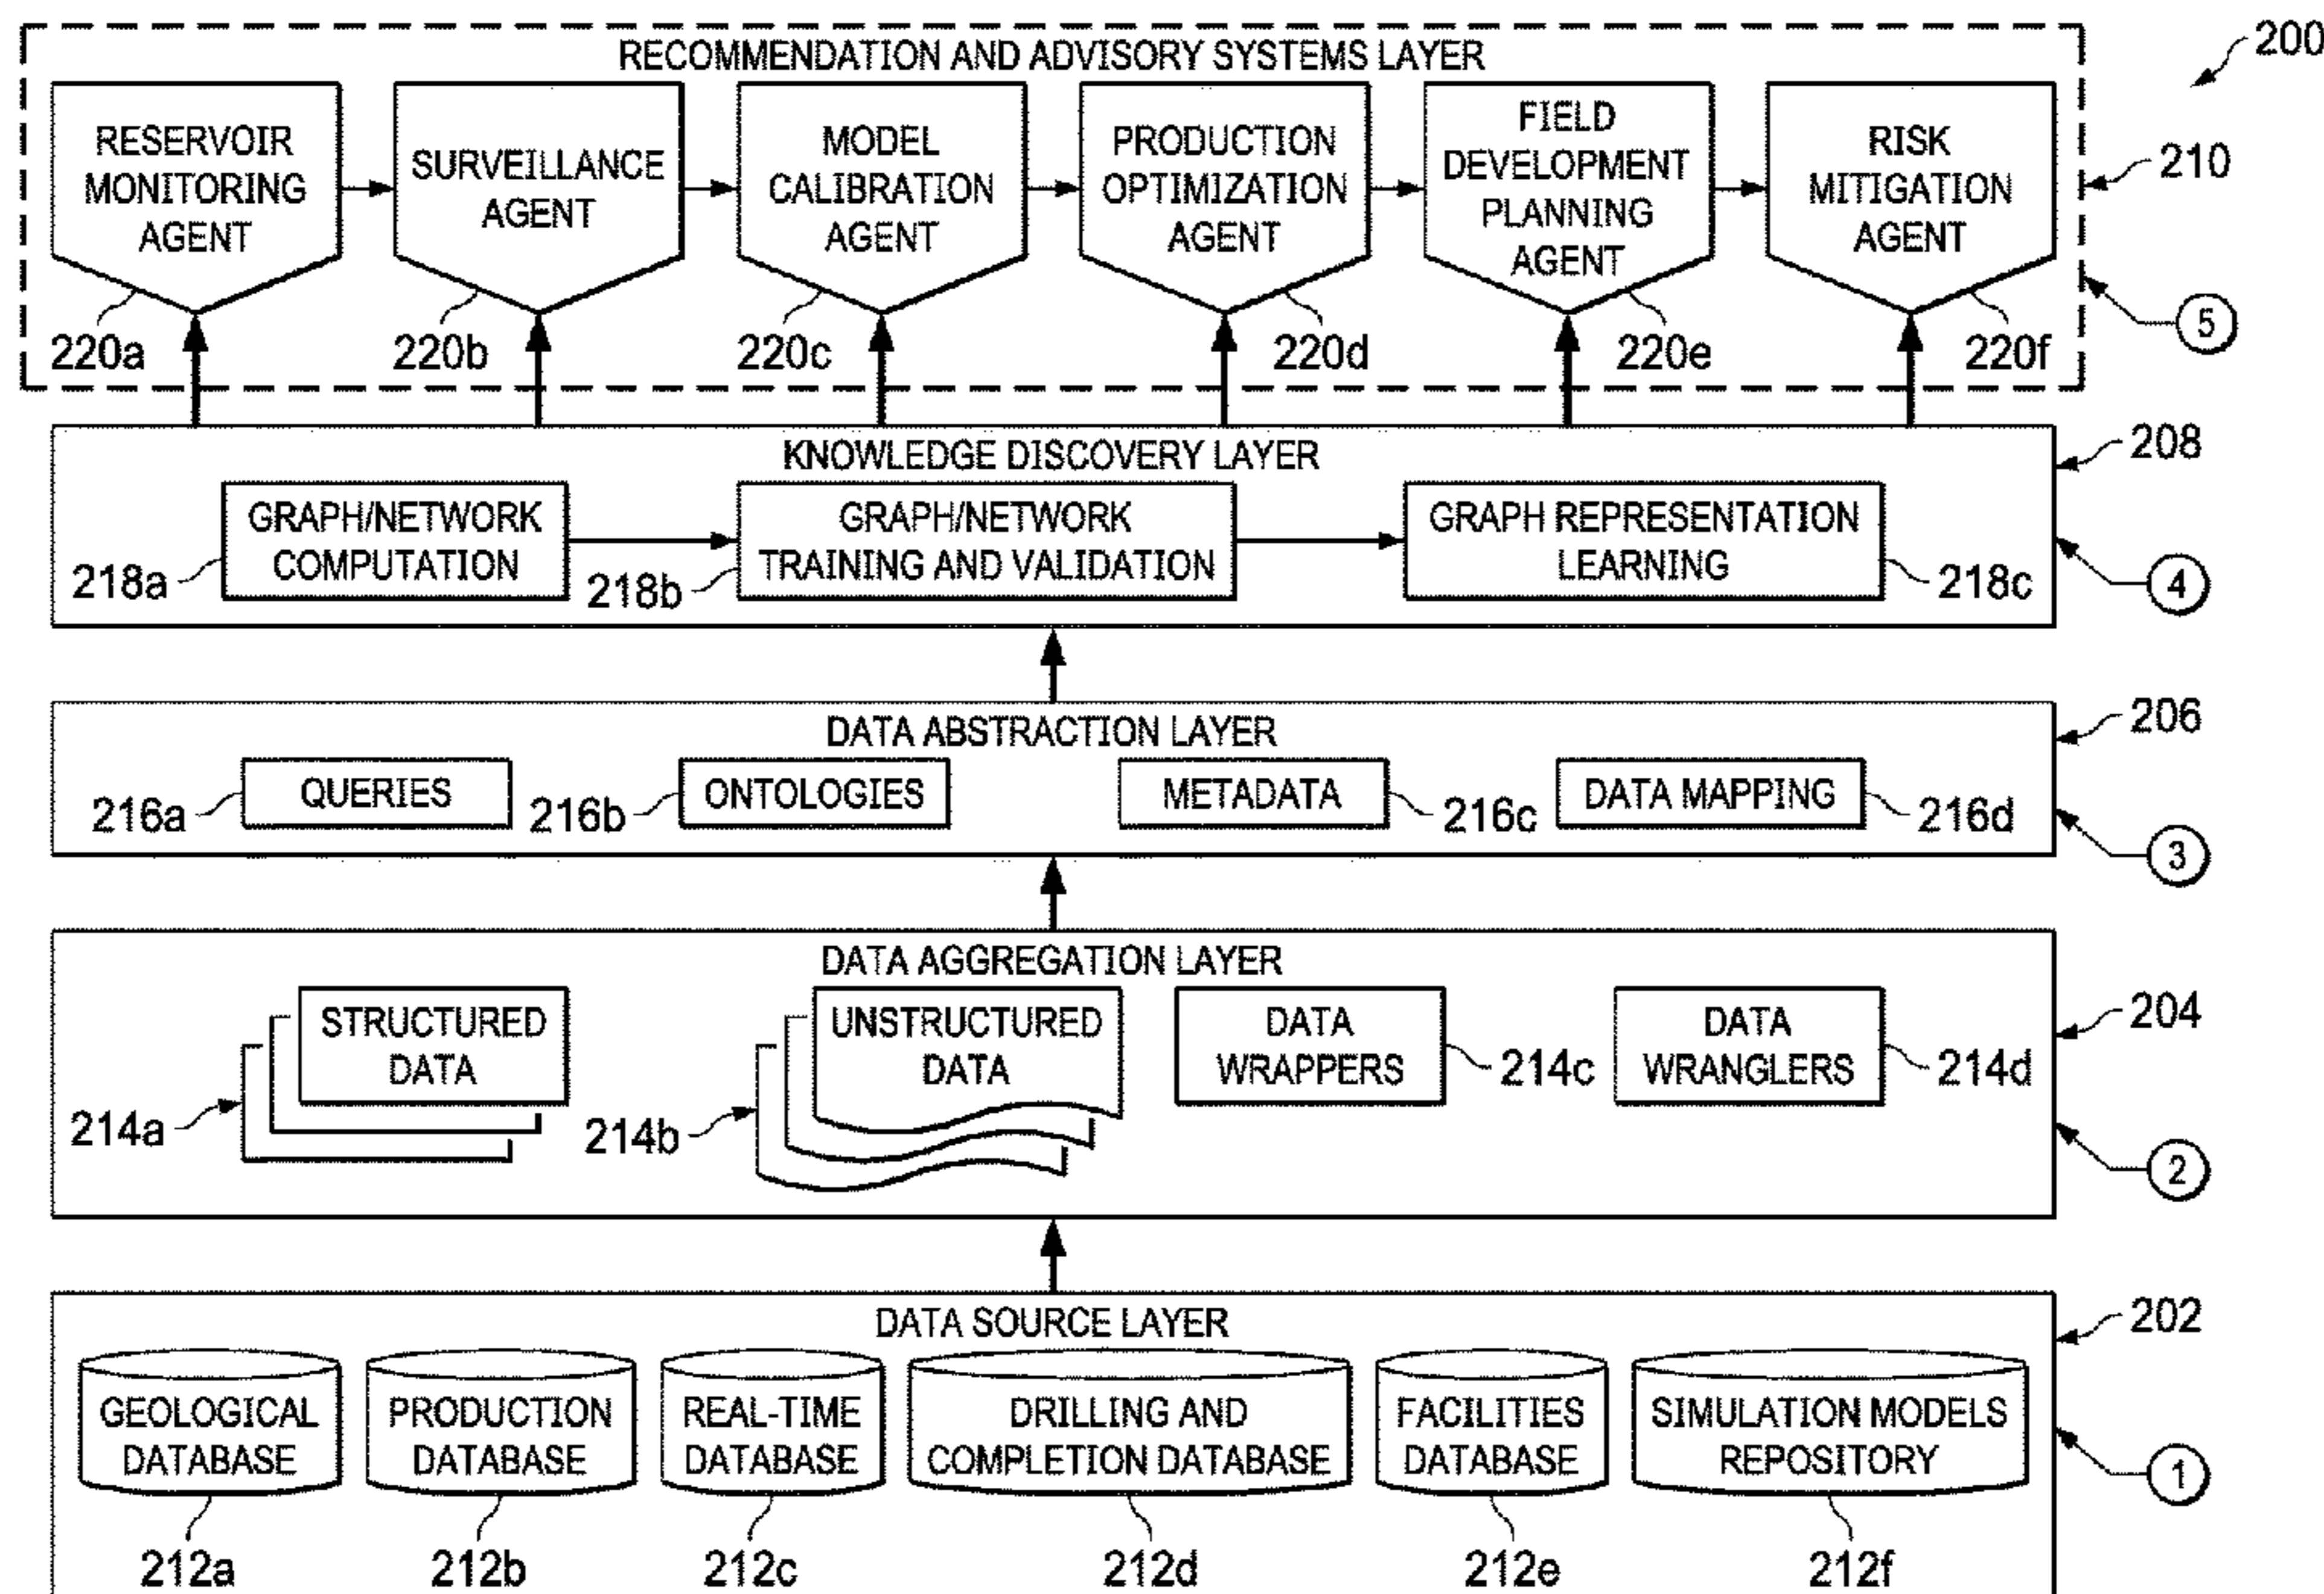 RECOMMENDATION AND ADVISORY SYSTEMS LAYER
200
RESERVOIR
MONITORING
AGENT
SURVEILLANCE
AGENT
MODEL
CALIBRATION
AGENT
PRODUCTION
OPTIMIZATION
AGENT
FIELD
DEVELOPMENT
PLANNING
AGENT
RISK
MITIGATION
AGENT
210
220a
220b
220c
220d
220e
220f
5
KNOWLEDGE DISCOVERY LAYER
208
GRAPH/NETWORK
COMPUTATION
GRAPH/NETWORK
TRAINING AND VALIDATION
GRAPH REPRESENTATION
LEARNING
218a
218b
218c
4
DATA ABSTRACTION LAYER
206
QUERIES
ONTOLOGIES
METADATA
DATA MAPPING
216a
216b
216c
216d
3
DATA AGGREGATION LAYER
204
STRUCTURED
DATA
UNSTRUCTURED
DATA
DATA
WRAPPERS
DATA
WRANGLERS
214a
214b
214c
214d
2
DATA SOURCE LAYER
202
GEOLOGICAL
DATABASE
PRODUCTION
DATABASE
REAL-TIME
DATABASE
DRILLING AND
COMPLETION DATABASE
FACILITIES
DATABASE
SIMULATION MODELS
REPOSITORY
1
212a
212b
212c
212d
212e
212f